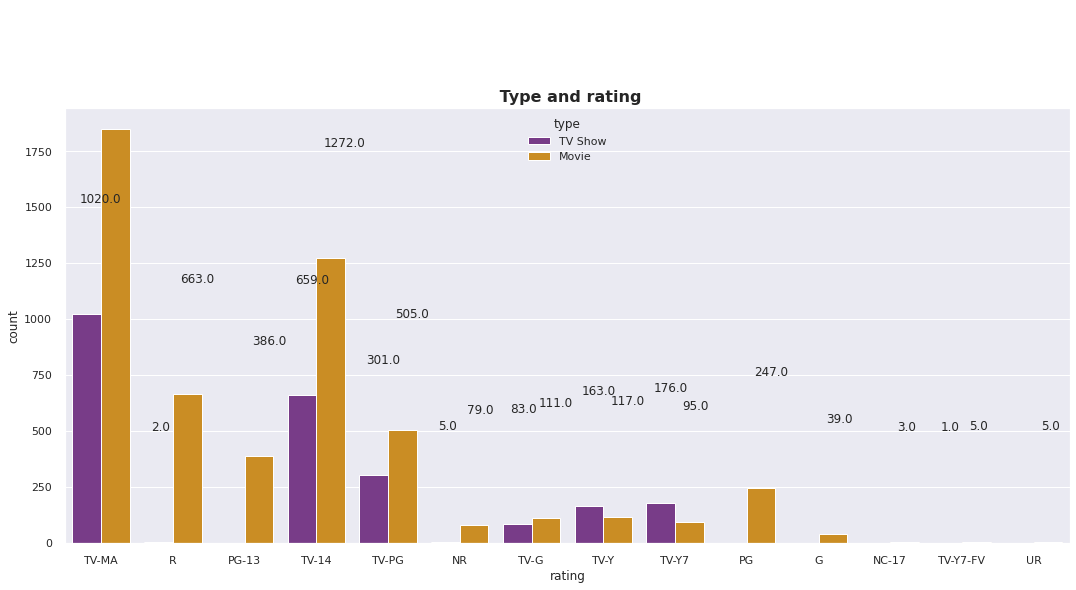 Type and rating
type
TV Show
Movie
1750
1500
1250
1000
750
500
250
0
count
1020.0
2.0
663.0
386.0
659.0
1272.0
301.0
505.0
5.0
79.0
83.0
111.0
163.0
117.0
176.0
95.0
247.0
39.0
3.0
1.0
5.0
5.0
TV-MA
R
PG-13
TV-14
TV-PG
NR
TV-G
TV-Y
TV-Y7
PG
G
NC-17
TV-Y7-FV
UR
rating